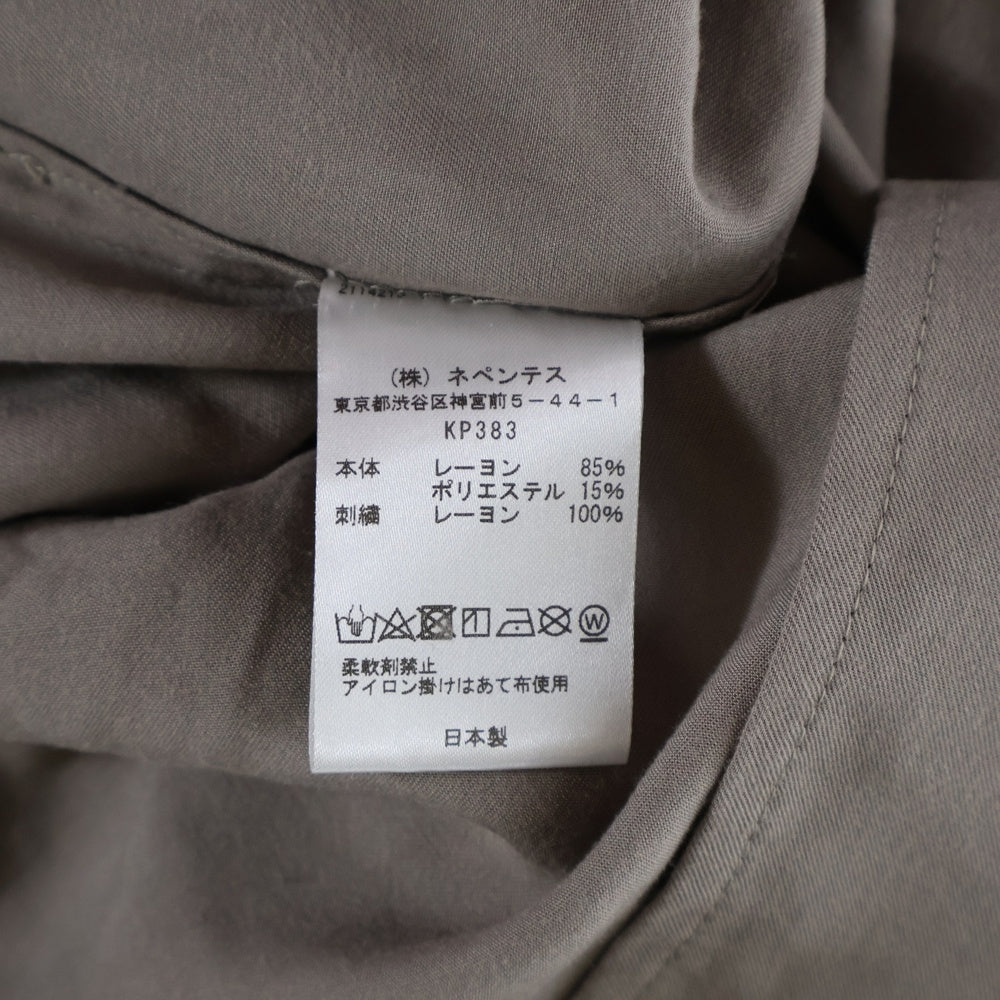 （株）ネペンテス
東京都渋谷区神宮前5－44－1
KP383
本体 レーヨン 85%
ポリエステル 15%
刺繍 レーヨン 100%
W
柔軟剤禁止
アイロン掛けはあて布使用
日本製